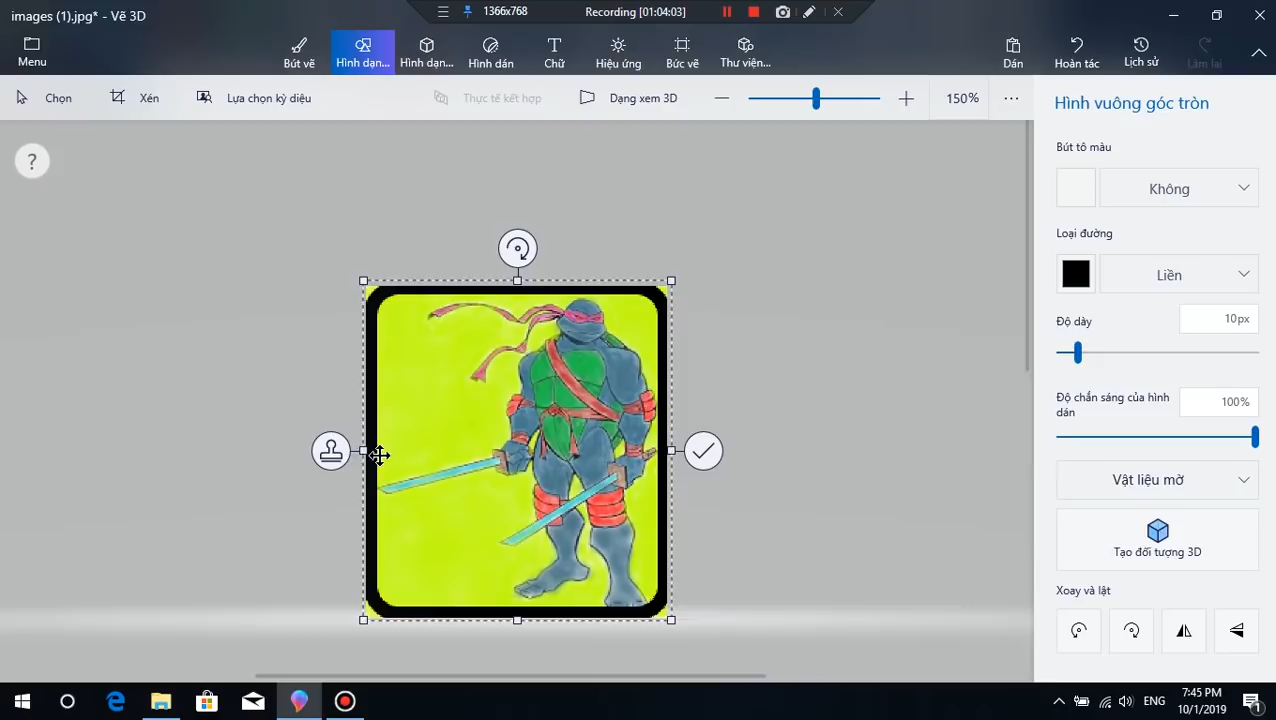 images (1).jpg* - Vẽ 3D
1366x768
Recording [01:04:03]
Menu
Bút vẽ
Hình dạn...
Hình dạn...
Hình dán
Chữ
Hiệu ứng
Bức vẽ
Thư viện...
Dán
Hoàn tác
Lịch sử
Làm lại
Chọn
Xén
Lựa chọn kỳ diệu
Thực tế kết hợp
Dạng xem 3D
150%
?
Hình vuông góc tròn
Bút tô màu
Không
Loại đường
Liền
Độ dày
10px
Độ chắn sáng của hình
dán
100%
Vật liệu mờ
Tạo đối tượng 3D
Xoay và lật
ENG
7:45 PM
10/1/2019
1